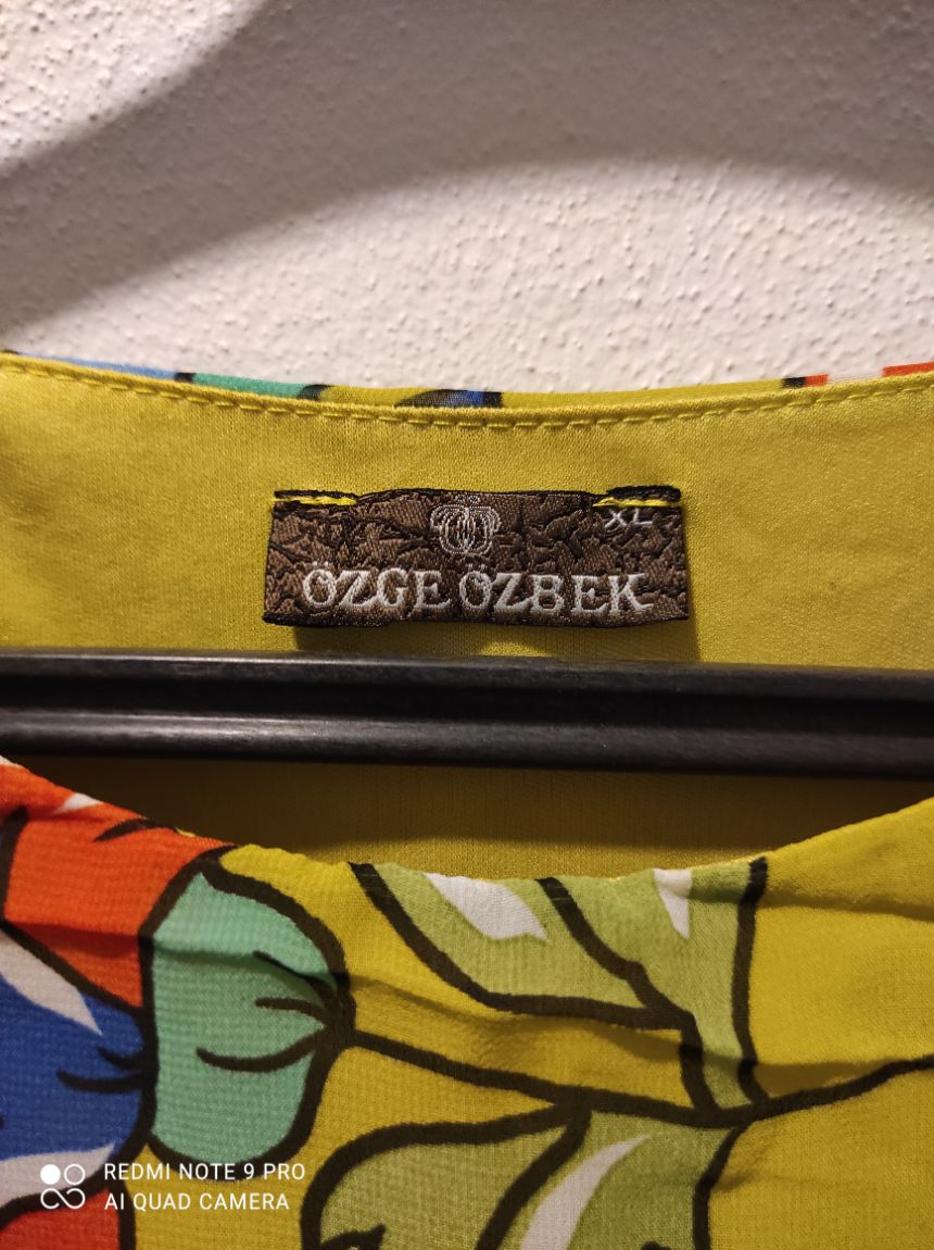 XL
ÖZGE ÖZBEK
REDMI NOTE 9 PRO
AI QUAD CAMERA